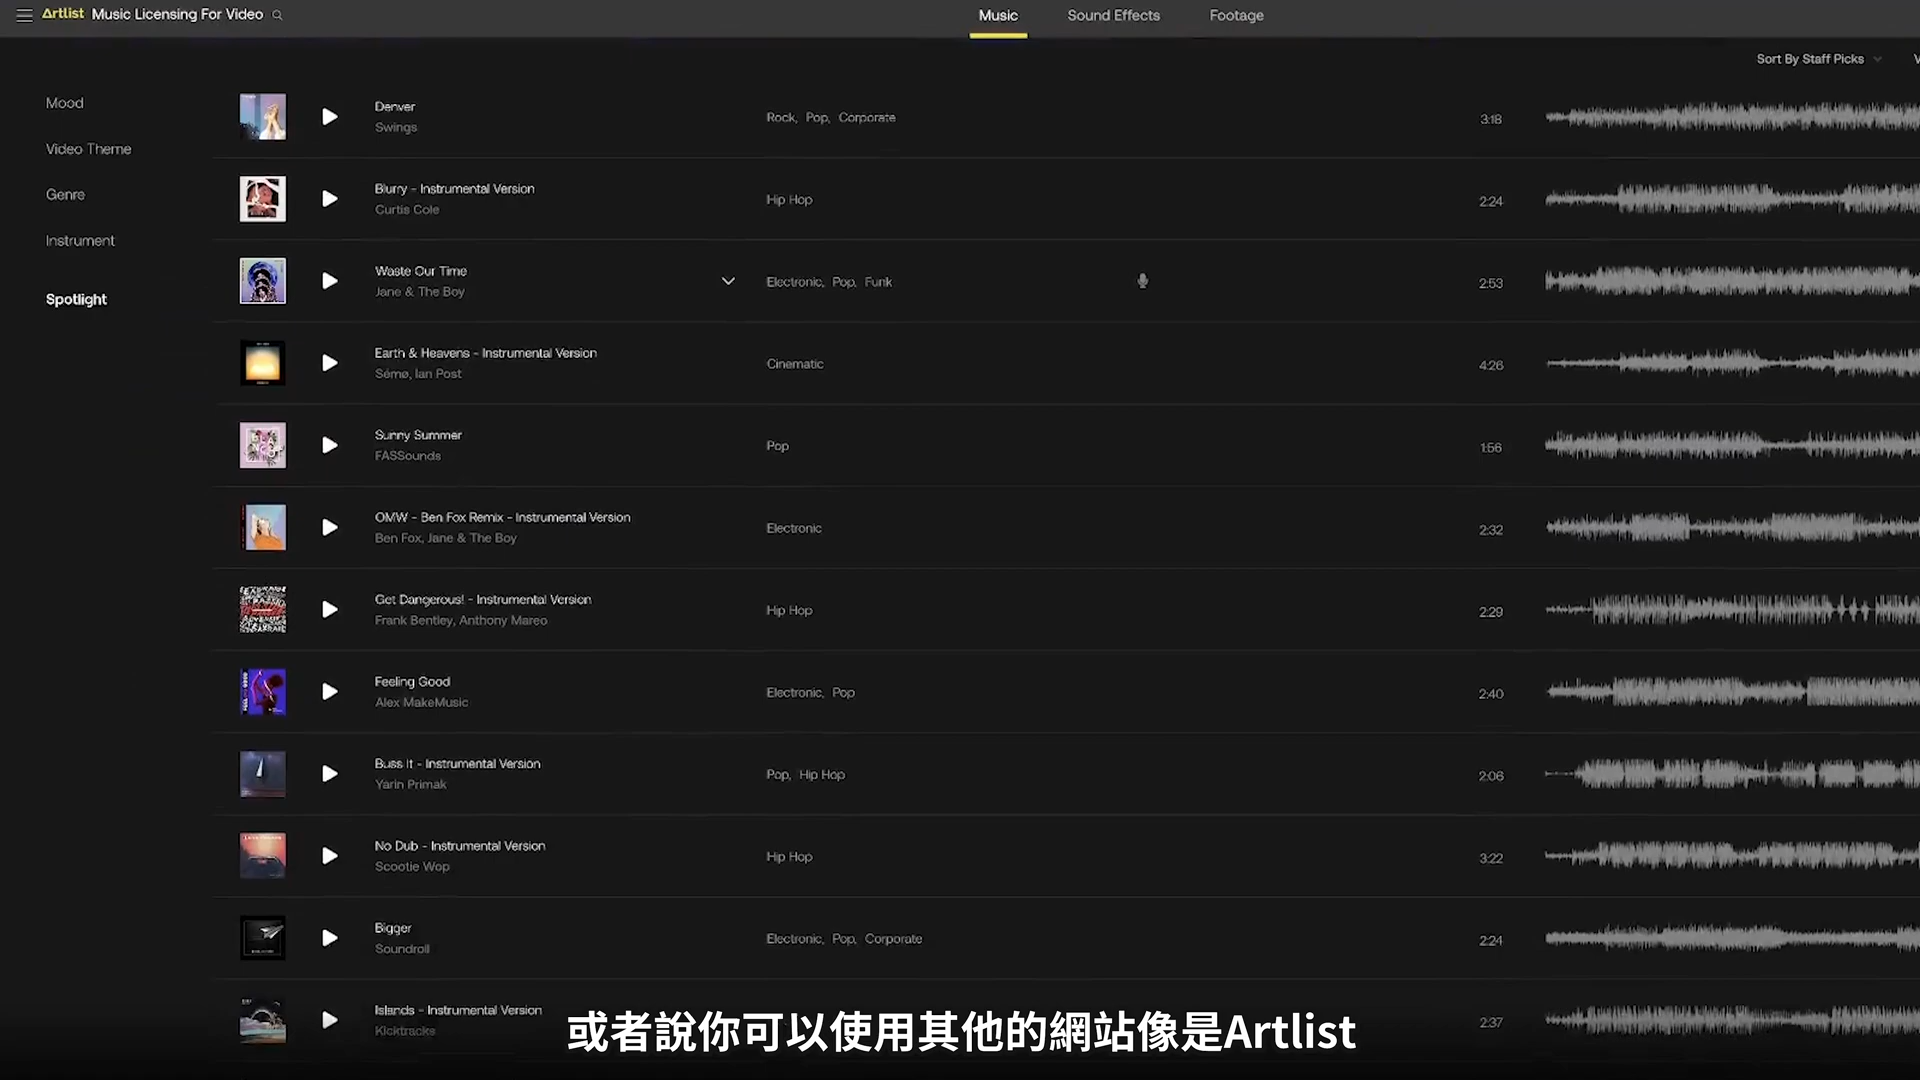 Artlist Music Licensing For Video
Music
Sound Effects
Footage
Sort By Staff Picks
Mood
Video Theme
Genre
Instrument
Spotlight
Denver
Swings
Rock, Pop, Corporate
3:18
Blurry - Instrumental Version
Curtis Cole
Hip Hop
2:24
Waste Our Time
Jane & The Boy
Electronic, Pop, Funk
2:53
Earth & Heavens - Instrumental Version
Sémø, Ian Post
Cinematic
4:26
Sunny Summer
FASSounds
Pop
1:56
OMW - Ben Fox Remix - Instrumental Version
Ben Fox, Jane & The Boy
Electronic
2:32
Get Dangerous! - Instrumental Version
Frank Bentley, Anthony Mareo
Hip Hop
2:29
Feeling Good
Alex MakeMusic
Electronic, Pop
2:40
Buss It - Instrumental Version
Yarin Primak
Pop, Hip Hop
2:06
No Dub - Instrumental Version
Scootie Wop
Hip Hop
3:22
Bigger
Soundroll
Electronic, Pop, Corporate
2:24
Islands - Instrumental Version
Kicktracks
2:37
或者說你可以使用其他的網站像是Artlist